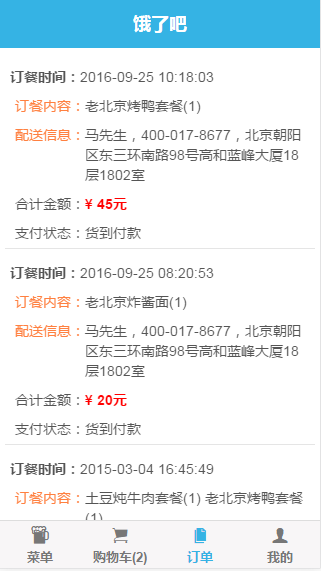 饿了吧
订餐时间：2016-09-25 10:18:03
订餐内容：老北京烤鸭套餐(1)
配送信息：马先生，400-017-8677，北京朝阳
区东三环南路98号高和蓝峰大厦18
层1802室
合计金额：¥ 45元
支付状态：货到付款
订餐时间：2016-09-25 08:20:53
订餐内容：老北京炸酱面(1)
配送信息：马先生，400-017-8677，北京朝阳
区东三环南路98号高和蓝峰大厦18
层1802室
合计金额：¥ 20元
支付状态：货到付款
订餐时间：2015-03-04 16:45:49
订餐内容：土豆炖牛肉套餐(1) 老北京烤鸭套餐
(1)
菜单 购物车(2) 订单 我的